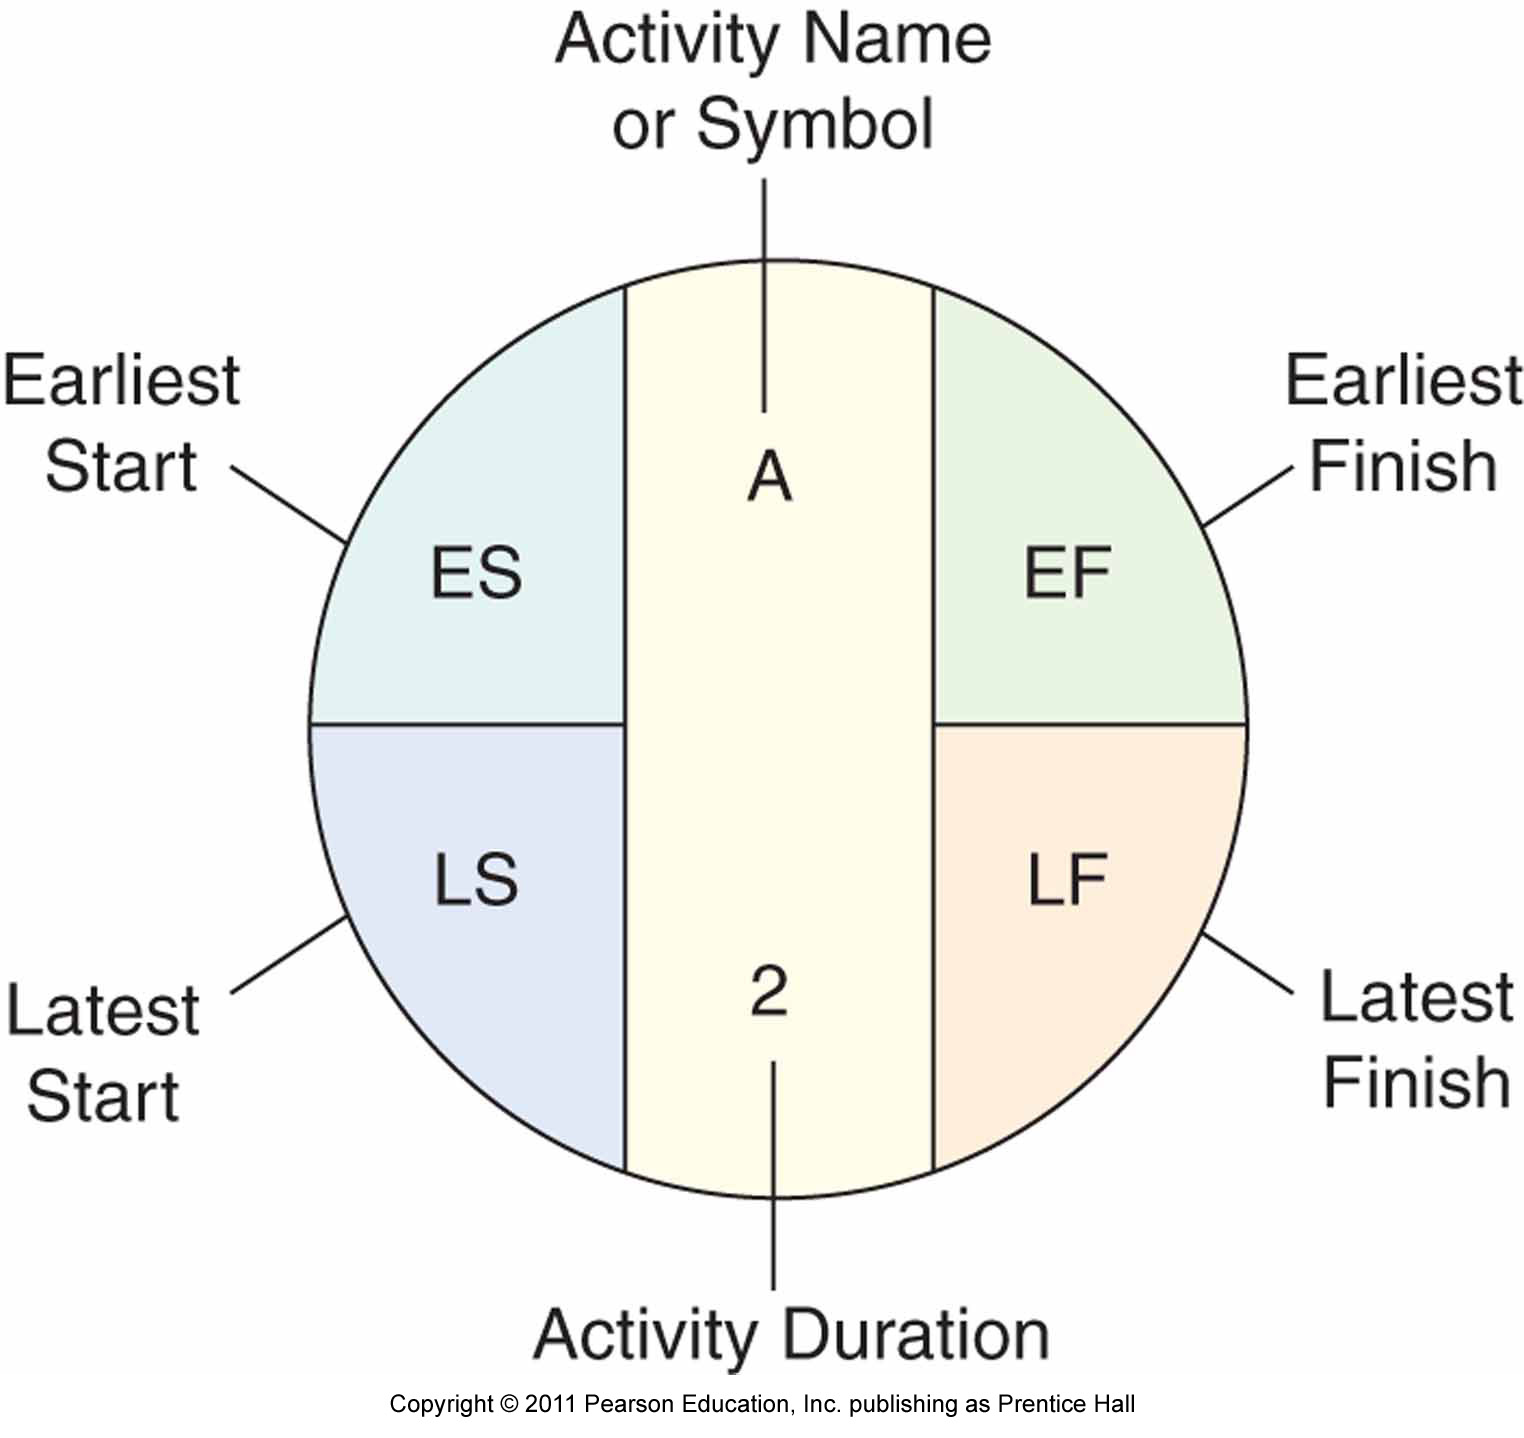 Activity Name
or Symbol
Earliest
Start
Earliest
Finish
A
ES
EF
LS
LF
2
Latest
Start
Latest
Finish
Activity Duration
Copyright © 2011 Pearson Education, Inc. publishing as Prentice Hall